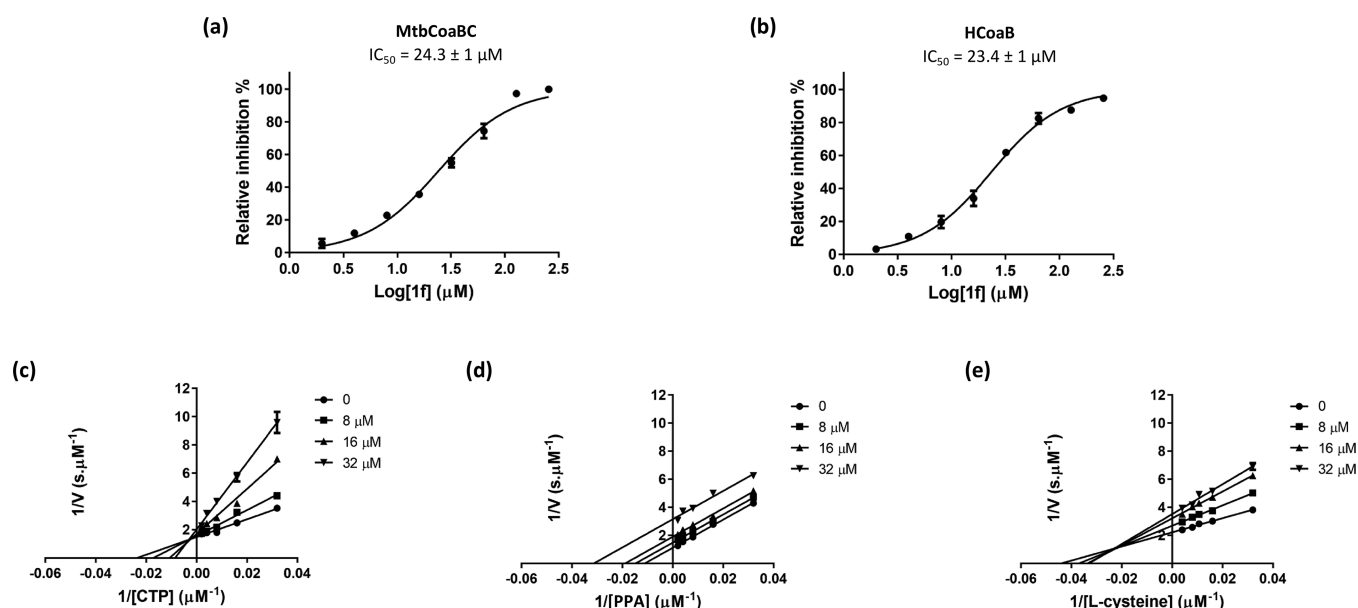 (a)
MtbCoaBC
IC50 = 24.3 ± 1 μM
Relative inhibition %
100
80
60
40
20
0
0.0 0.5 1.0 1.5 2.0 2.5
Log[1f] (μM)
(b)
HCoaB
IC50 = 23.4 ± 1 μM
Relative inhibition %
100
80
60
40
20
0
0.0 0.5 1.0 1.5 2.0 2.5
Log[1f] (μM)
(c)
1/V (s.μM-1)
12
10
8
6
4
2
-0.06 -0.04 -0.02 0.00 0.02 0.04
1/[CTP] (μM-1)
0
8 μM
16 μM
32 μM
(d)
1/V (s.μM-1)
12
10
8
6
4
2
-0.06 -0.04 -0.02 0.00 0.02 0.04
1/[PPA] (μM-1)
0
8 μM
16 μM
32 μM
(e)
1/V (s.μM-1)
12
10
8
6
4
2
-0.06 -0.04 -0.02 0.00 0.02 0.04
1/[L-cysteine] (μM-1)
0
8 μM
16 μM
32 μM